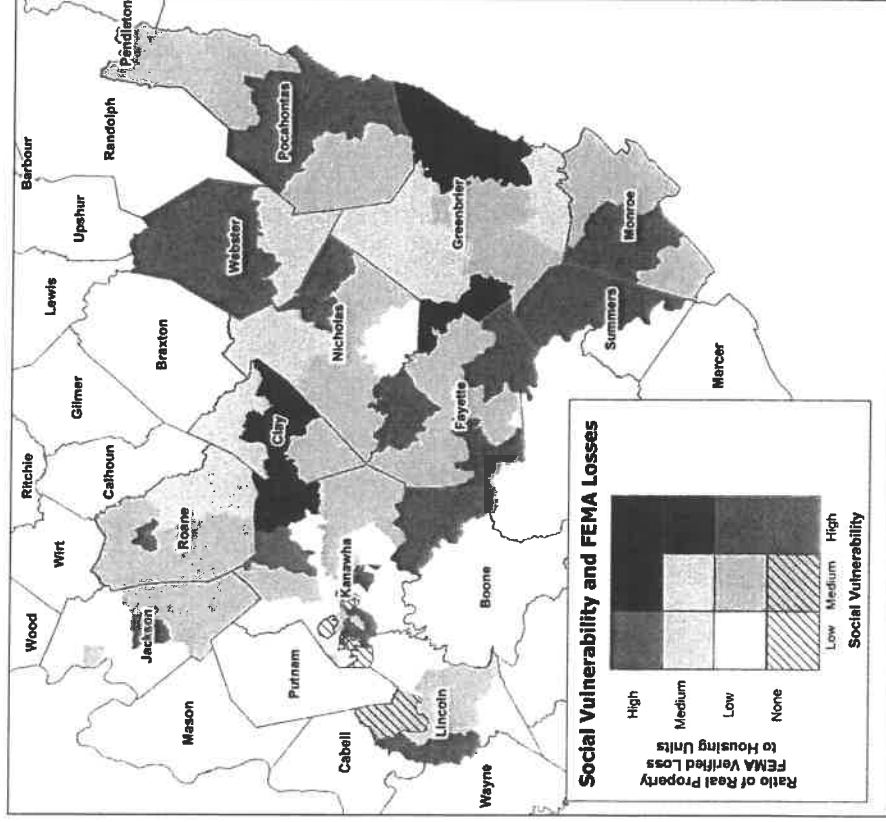 Pendleton
Barbour
Randolph
Upshur
Pocahontas
Lewis
Webster
Braxton
Gilmer
Greenbrier
Nicholas
Ritchie
Calhoun
Clay
Monroe
Wirt
Roane
Summers
Fayette
Wood
Jackson
Kanawha
Mercer
Mason
Putnam
Boone
Cabell
Lincoln
Wayne
Social Vulnerability and FEMA Losses
Ratio of Real Property
FEMA Verified Loss
to Housing Units
High
Medium
Low
None
Low Medium High
Social Vulnerability